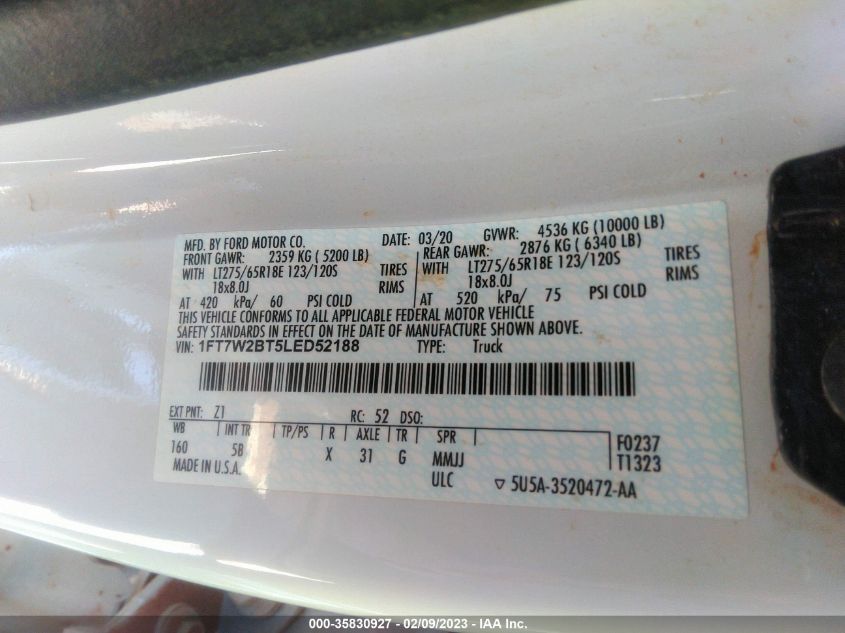 MFD. BY FORD MOTOR CO. DATE: 03/20 GVWR: 4536 KG (10000 LB)
FRONT GAWR: 2359 KG ( 5200 LB) REAR GAWR: 2876 KG ( 6340 LB)
WITH LT275/65R18E 123/120S TIRES WITH LT275/65R18E 123/120S TIRES
18x8.0J RIMS 18x8.0J RIMS
AT 420 kPa/ 60 PSI COLD AT 520 kPa/ 75 PSI COLD
THIS VEHICLE CONFORMS TO ALL APPLICABLE FEDERAL MOTOR VEHICLE
SAFETY STANDARDS IN EFFECT ON THE DATE OF MANUFACTURE SHOWN ABOVE.
VIN: 1FT7W2BT5LED52188 TYPE: Truck
EXT PNT: Z1 RC: 52 DSO:
WB INT TR TP/PS R AXLE TR SPR F0237
160 5B X 31 G MMJJ T1323
MADE IN U.S.A. ULC 5U5A-3520472-AA
000-35830927 - 02/09/2023 - IAA Inc.